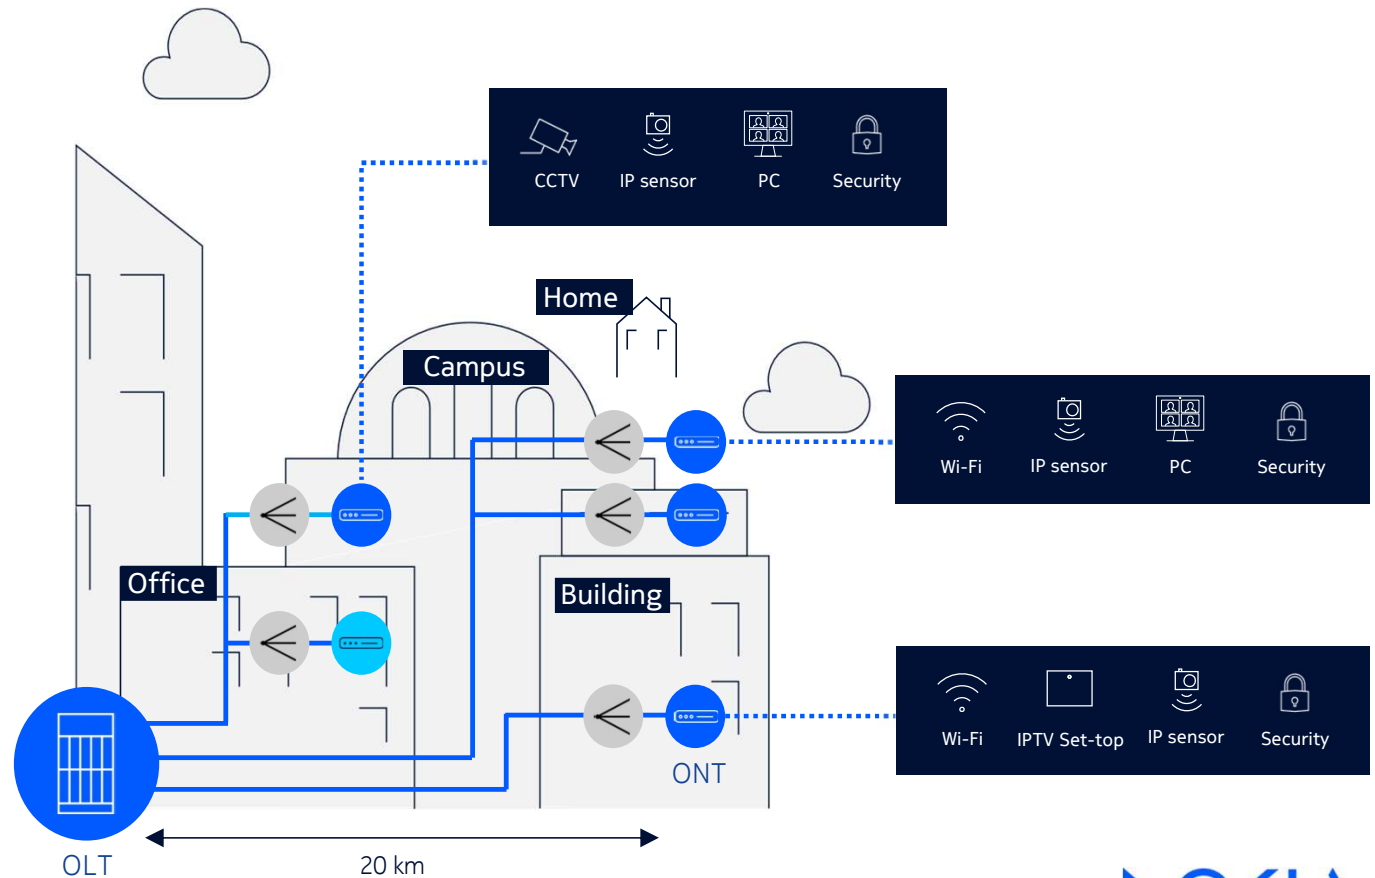 CCTV
IP sensor
PC
Security
Home
Campus
Wi-Fi
IP sensor
PC
Security
Office
Building
Wi-Fi
IPTV Set-top
IP sensor
Security
ONT
OLT
20 km
NOKIA